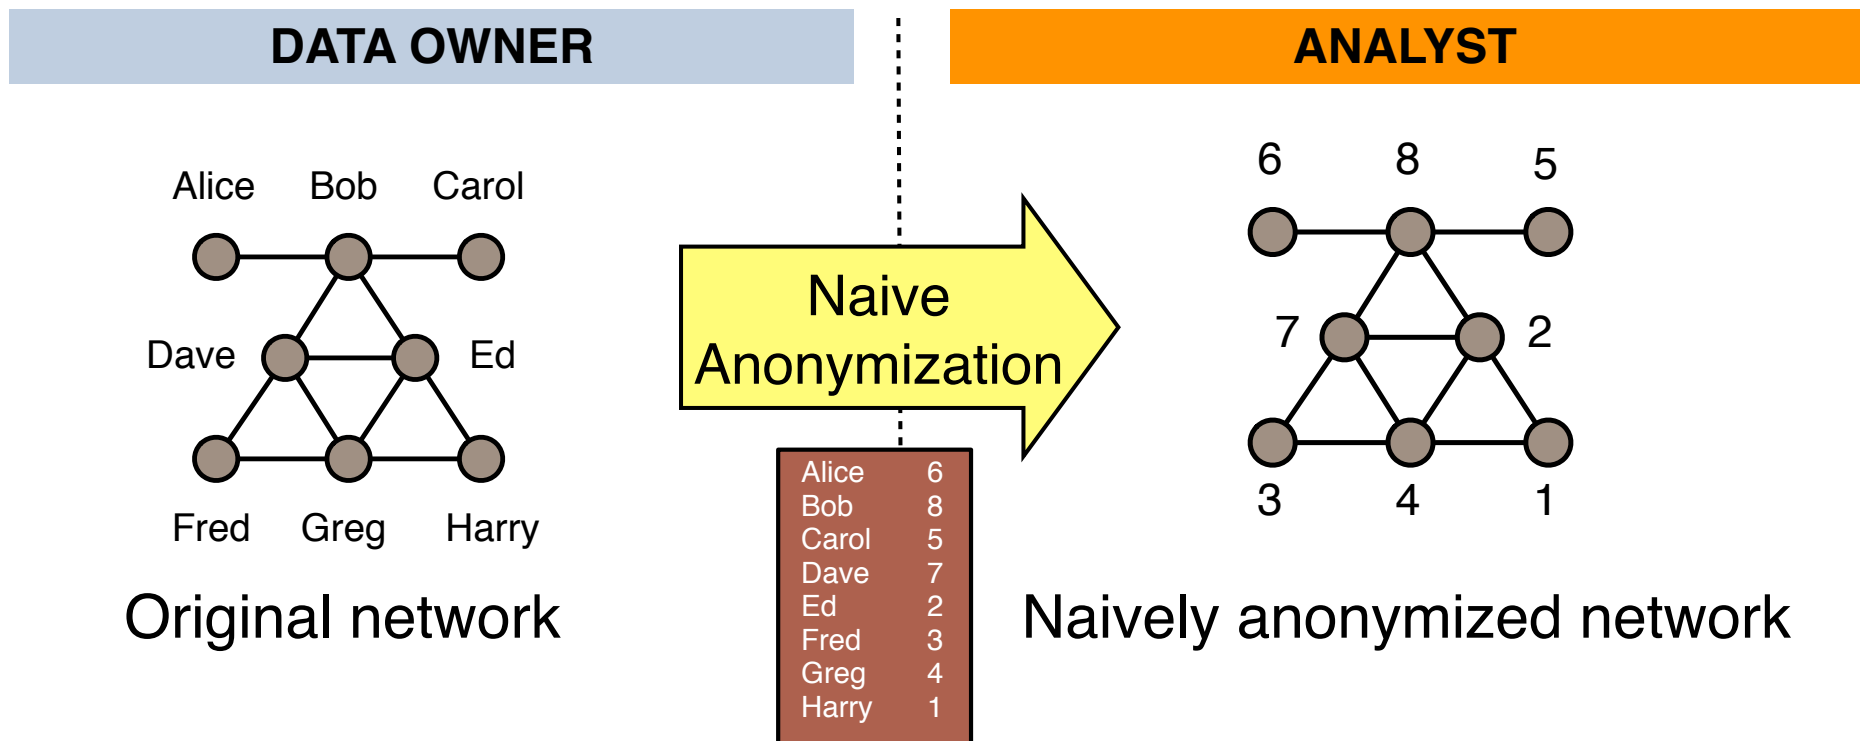 DATA OWNER
ANALYST
Alice Bob Carol
Dave Ed
Fred Greg Harry
Original network
Naive
Anonymization
Alice 6
Bob 8
Carol 5
Dave 7
Ed 2
Fred 3
Greg 4
Harry 1
6 8 5
7 2
3 4 1
Naively anonymized network